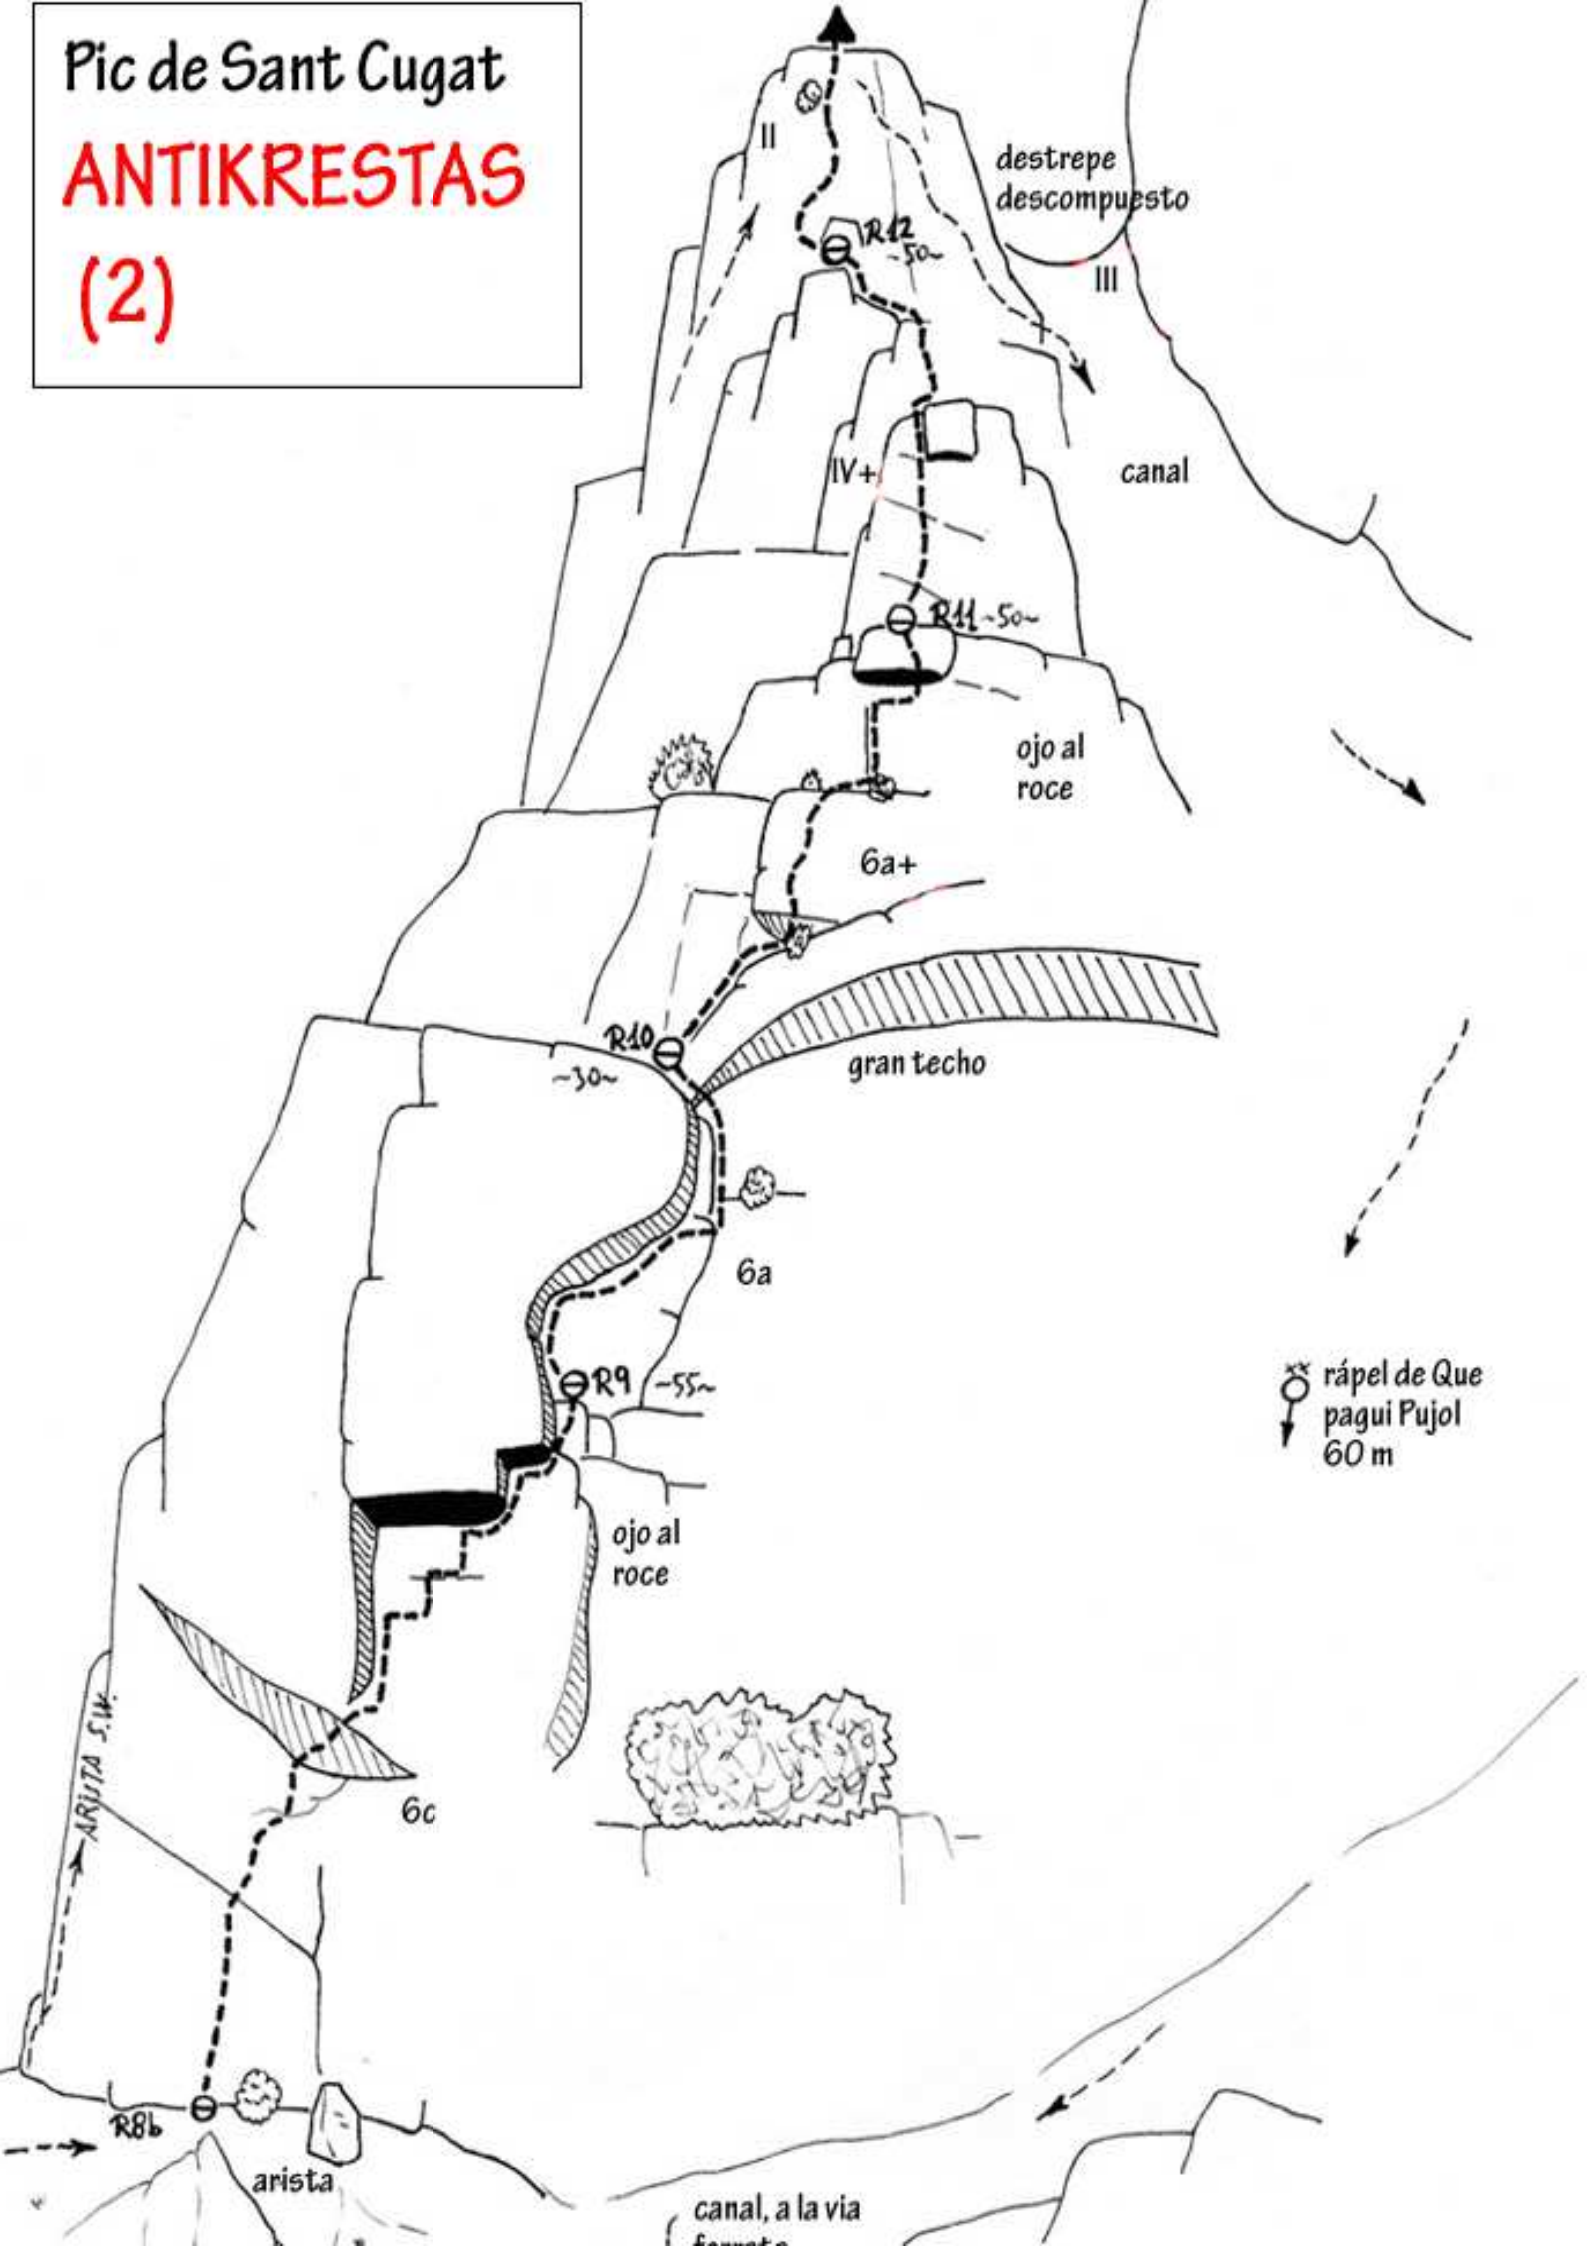 Pic de Sant Cugat
ANTIKRESTAS
(2)
II
destrepe
descompuesto
R12
~50~
III
IV+
canal
R11 ~50~
ojo al
roce
6a+
R10
~30~
gran techo
6a
R9 ~55~
rápel de Que
pagui Pujol
60 m
ojo al
roce
ARISTA S.W.
6c
R8b
arista
canal, a la via